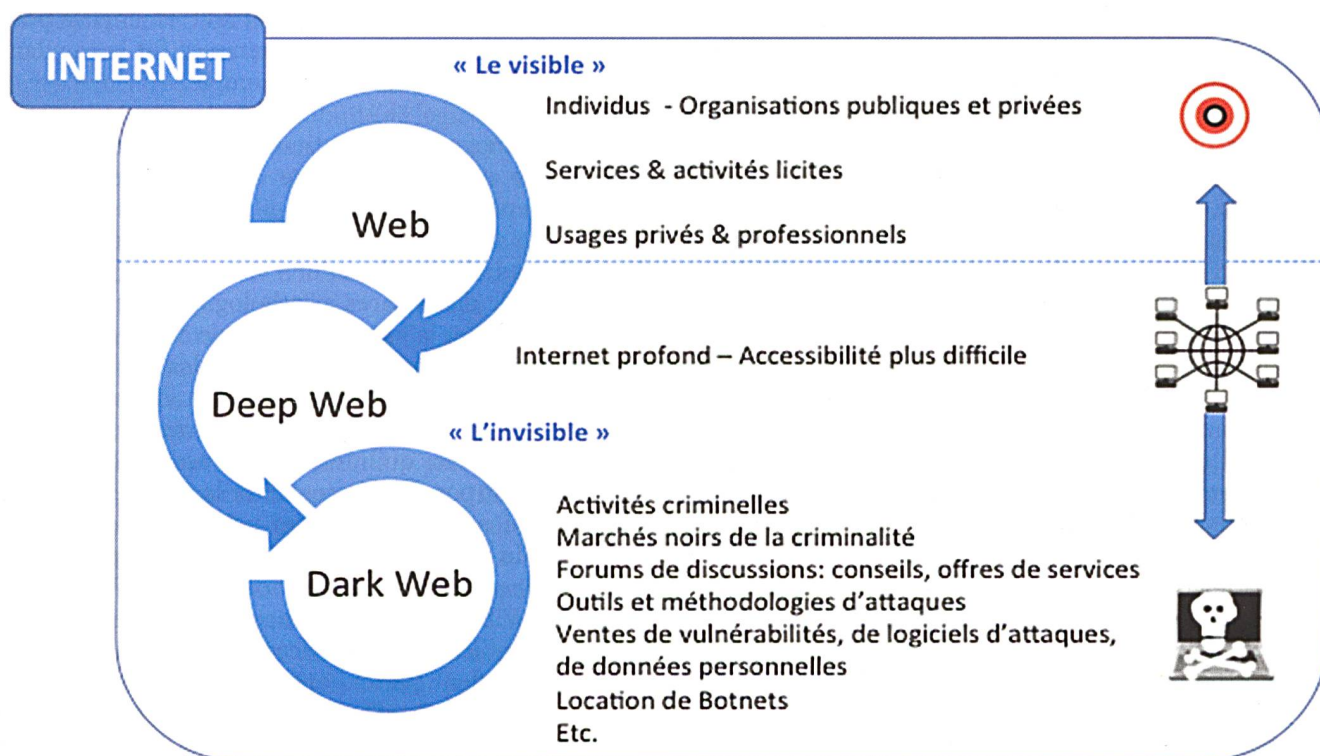 INTERNET
« Le visible »
Individus - Organisations publiques et privées
Services & activités licites
Web
Usages privés & professionnels
Internet profond – Accessibilité plus difficile
Deep Web
« L'invisible »
Activités criminelles
Marchés noirs de la criminalité
Forums de discussions: conseils, offres de services
Dark Web
Outils et méthodologies d'attaques
Ventes de vulnérabilités, de logiciels d'attaques,
de données personnelles
Location de Botnets
Etc.